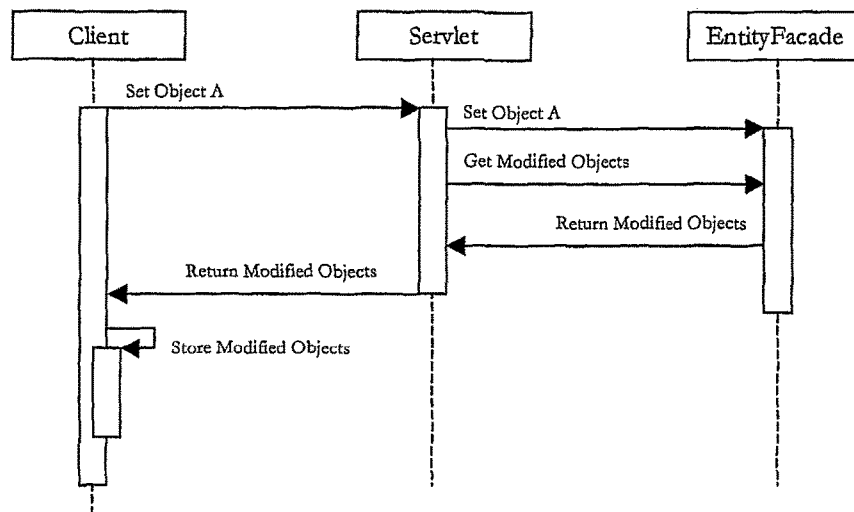 Client
Servlet
EntityFacade
Set Object A
Set Object A
Get Modified Objects
Return Modified Objects
Return Modified Objects
Store Modified Objects